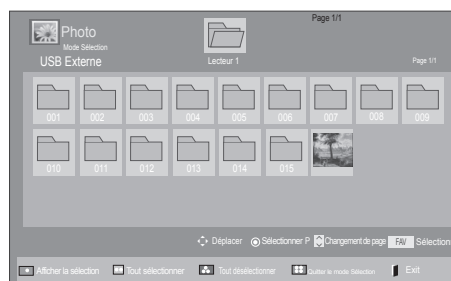 Page 1/1
Photo
Mode Sélection
USB Externe
Lecteur 1
Page 1/1
001 002 003 004 005 006 007 008 009
010 011 012 013 014 015
Déplacer Sélectionner P Changement de page FAV Sélection
Afficher la sélection Tout sélectionner Tout désélectionner Quitter le mode Sélection Exit